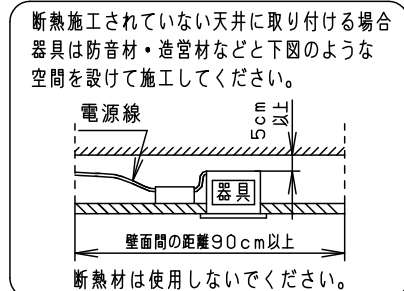 断熱施工されていない天井に取り付ける場合
器具は防音材・造営材などと下図のような
空間を設けて施工してください。
電源線
5cm
以上
器具
壁面間の距離90cm以上
断熱材は使用しないでください。